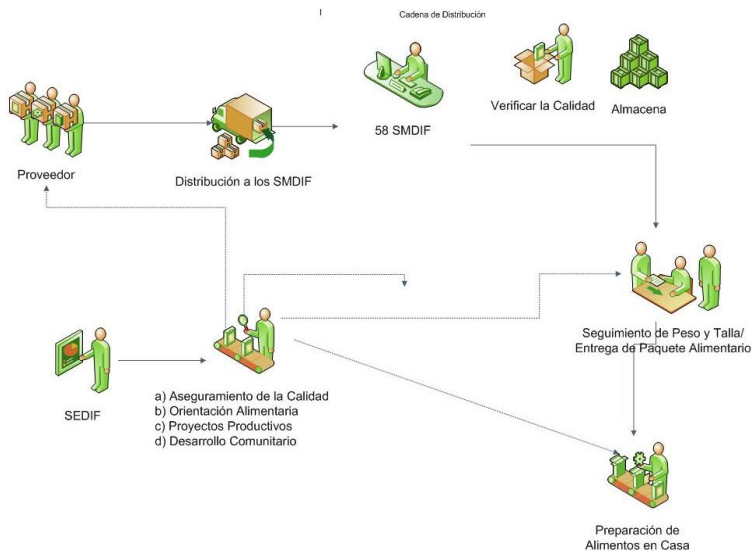 I
Cadena de Distribución
Verificar la Calidad
Almacena
58 SMDIF
Proveedor
Distribución a los SMDIF
Seguimiento de Peso y Talla/
Entrega de Paquete Alimentario
SEDIF
a) Aseguramiento de la Calidad
b) Orientación Alimentaria
c) Proyectos Productivos
d) Desarrollo Comunitario
Preparación de
Alimentos en Casa